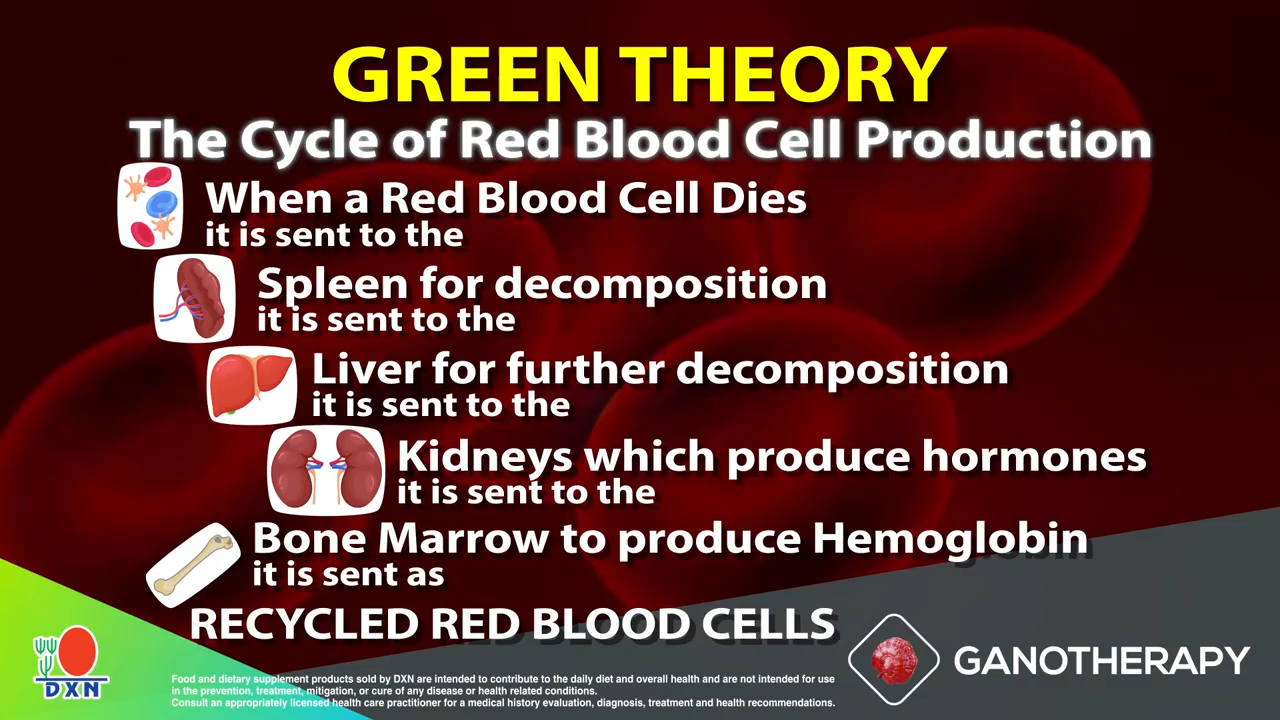 GREEN THEORY
The Cycle of Red Blood Cell Production
When a Red Blood Cell Dies
it is sent to the
Spleen for decomposition
it is sent to the
Liver for further decomposition
it is sent to the
Kidneys which produce hormones
it is sent to the
Bone Marrow to produce Hemoglobin
it is sent as
RECYCLED RED BLOOD CELLS
DXN
Food and dietary supplement products sold by DXN are intended to contribute to the daily diet and overall health and are not intended for use
in the prevention, treatment, mitigation, or cure of any disease or health related conditions.
Consult an appropriately licensed health care practitioner for a medical history evaluation, diagnosis, treatment and health recommendations.
GANOTHERAPY